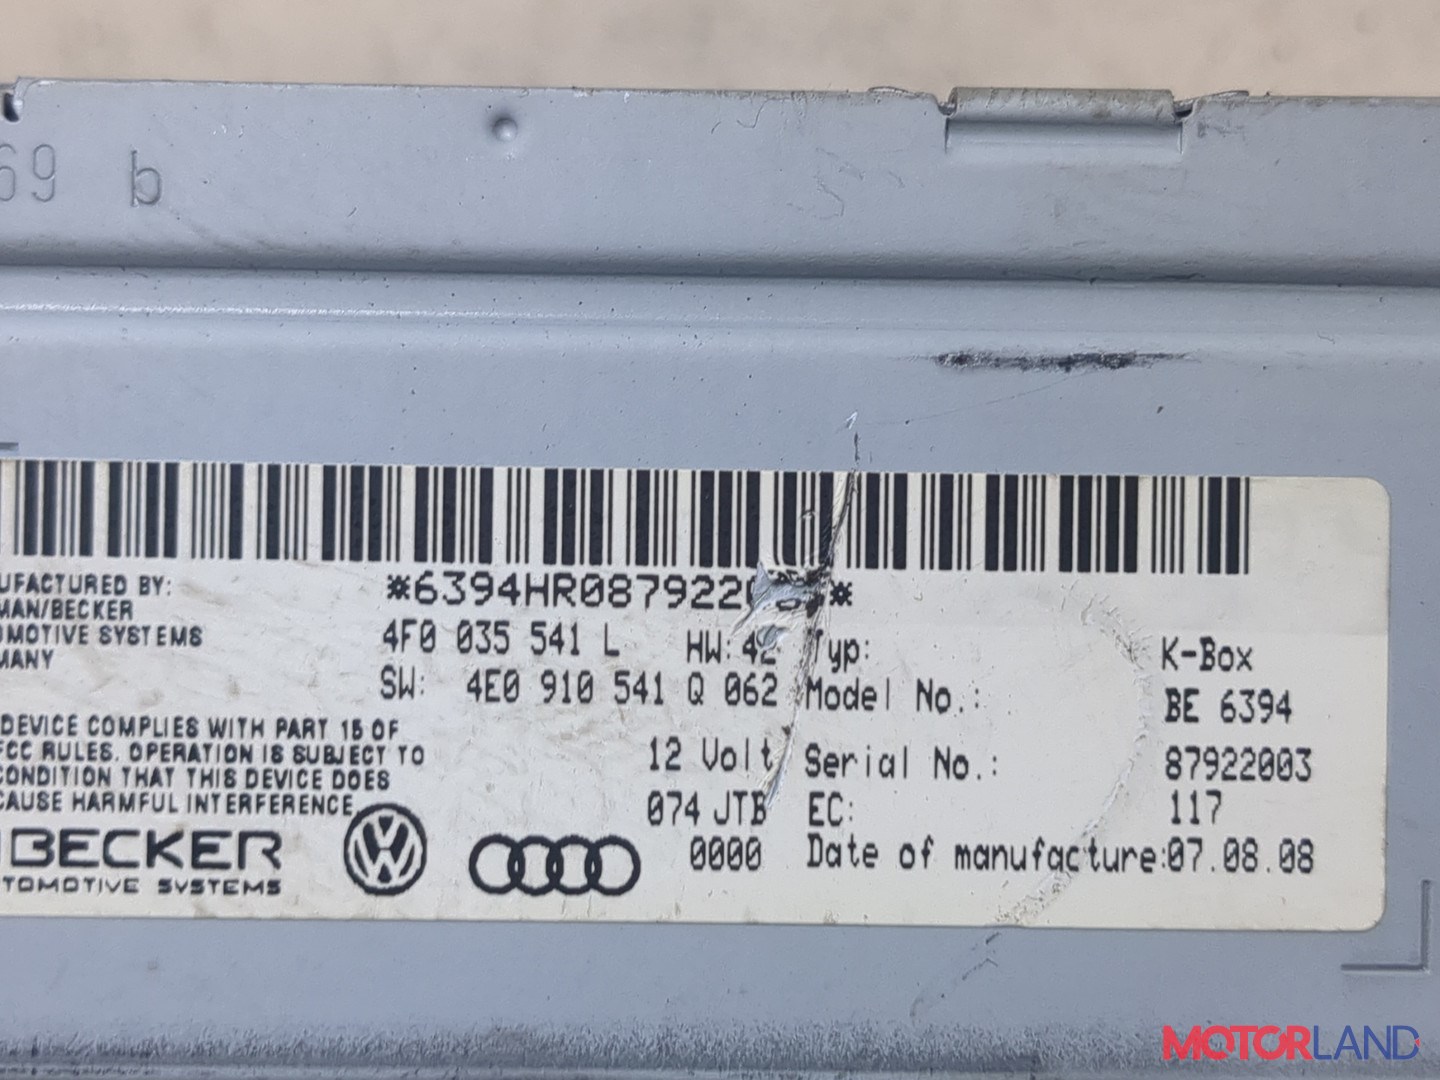 69 b
*6394HR08792200
UFACTURED BY:
MAN/BECKER
OMOTIVE SYSTEMS
MANY
4F0 035 541 L HW: 42 Typ: K-Box
SW: 4E0 910 541 Q 062 Model No.: BE 6394
DEVICE COMPLIES WITH PART 15 OF
FCC RULES. OPERATION IS SUBJECT TO
CONDITION THAT THIS DEVICE DOES
CAUSE HARMFUL INTERFERENCE.
12 Volt Serial No.: 87922003
074 JTB EC: 117
0000 Date of manufacture: 07.08.08
BECKER
TOMOTIVE SYSTEMS
MOTORLAND